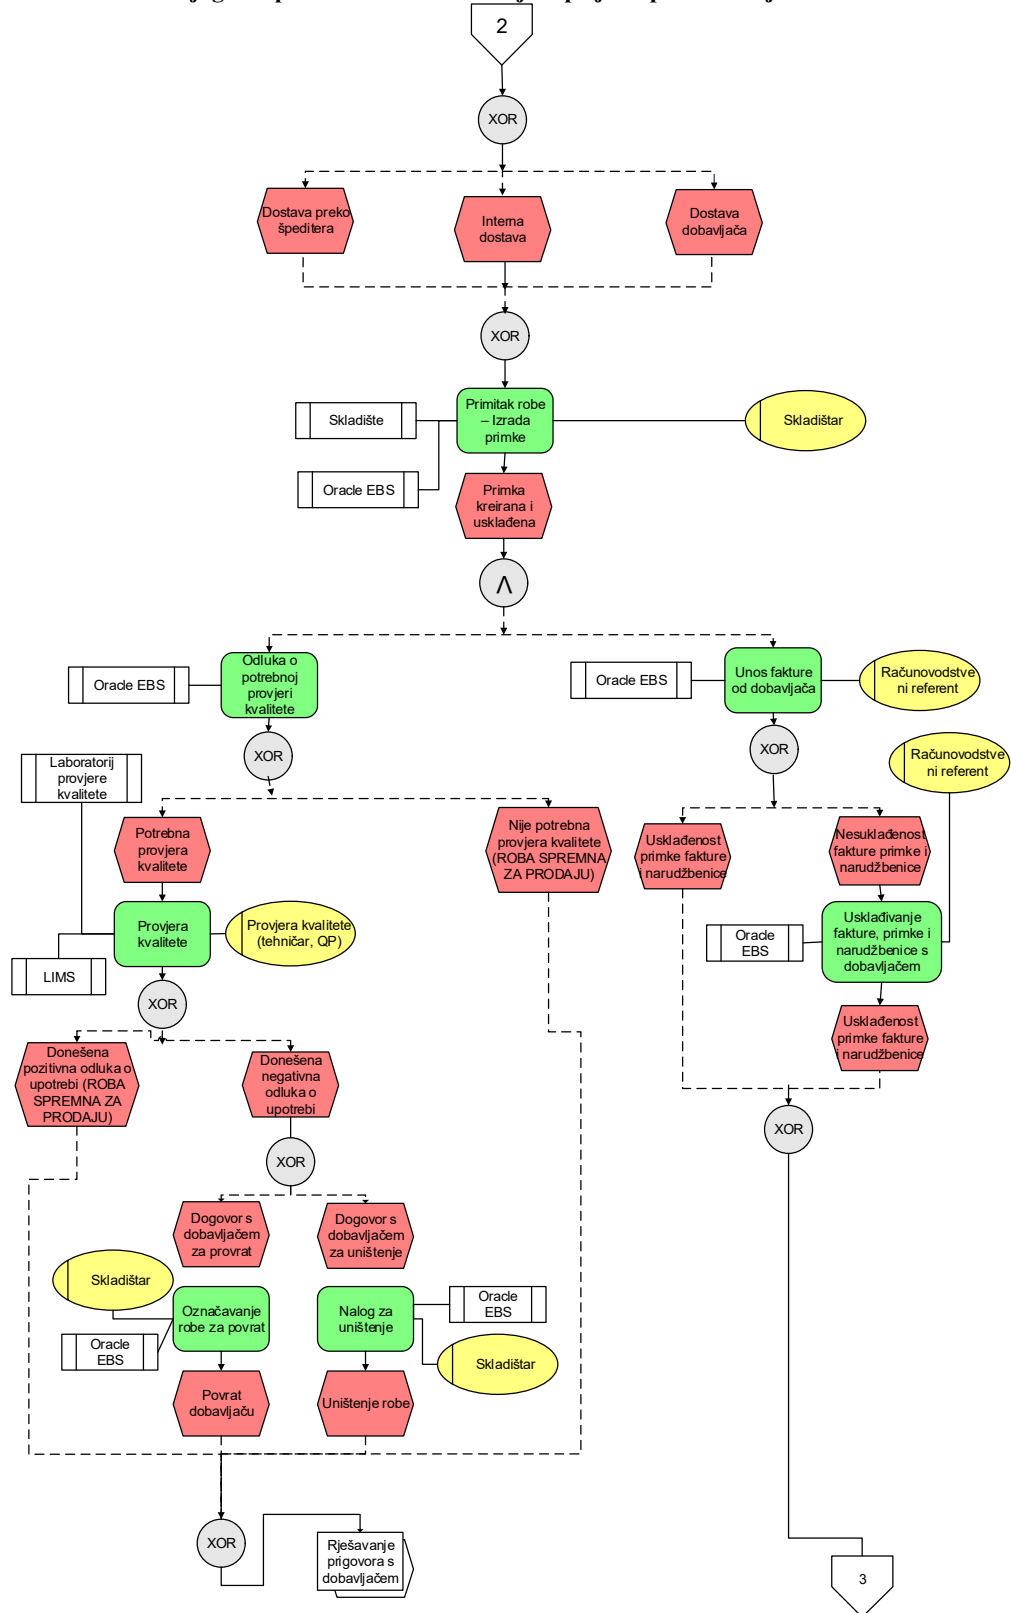 2
XOR
Dostava preko
špeditera
Interna
dostava
Dostava
dobavljača
XOR
Skladište
Primitak robe
– Izrada
primke
Skladištar
Oracle EBS
Primka
kreirana i
usklađena
Λ
Oracle EBS
Odluka o
potrebnoj
provjeri
kvalitete
Oracle EBS
Unos fakture
od dobavljača
Računovodstve
ni referent
XOR
XOR
Računovodstve
ni referent
Laboratorij
provjere
kvalitete
Potrebna
provjera
kvalitete
Nije potrebna
provjera kvalitete
(ROBA SPREMNA
ZA PRODAJU)
Usklađenost
primke fakture
i narudžbenice
Nesuklađenost
fakture primke i
narudžbenice
Provjera
kvalitete
Provjera kvalitete
(tehničar, QP)
Oracle
EBS
Usklađivanje
fakture, primke i
narudžbenice s
dobavljačem
LIMS
XOR
Usklađenost
primke fakture
i narudžbenice
Donešena
pozitivna odluka o
upotrebi (ROBA
SPREMNA ZA
PRODAJU)
Donešena
negativna
odluka o
upotrebi
XOR
XOR
Dogovor s
dobavljačem
za provrat
Dogovor s
dobavljačem
za uništenje
Skladištar
Označavanje
robe za povrat
Nalog za
uništenje
Oracle
EBS
Oracle
EBS
Skladištar
Povrat
dobavljaču
Uništenje robe
XOR
Rješavanje
prigovora s
dobavljačem
3